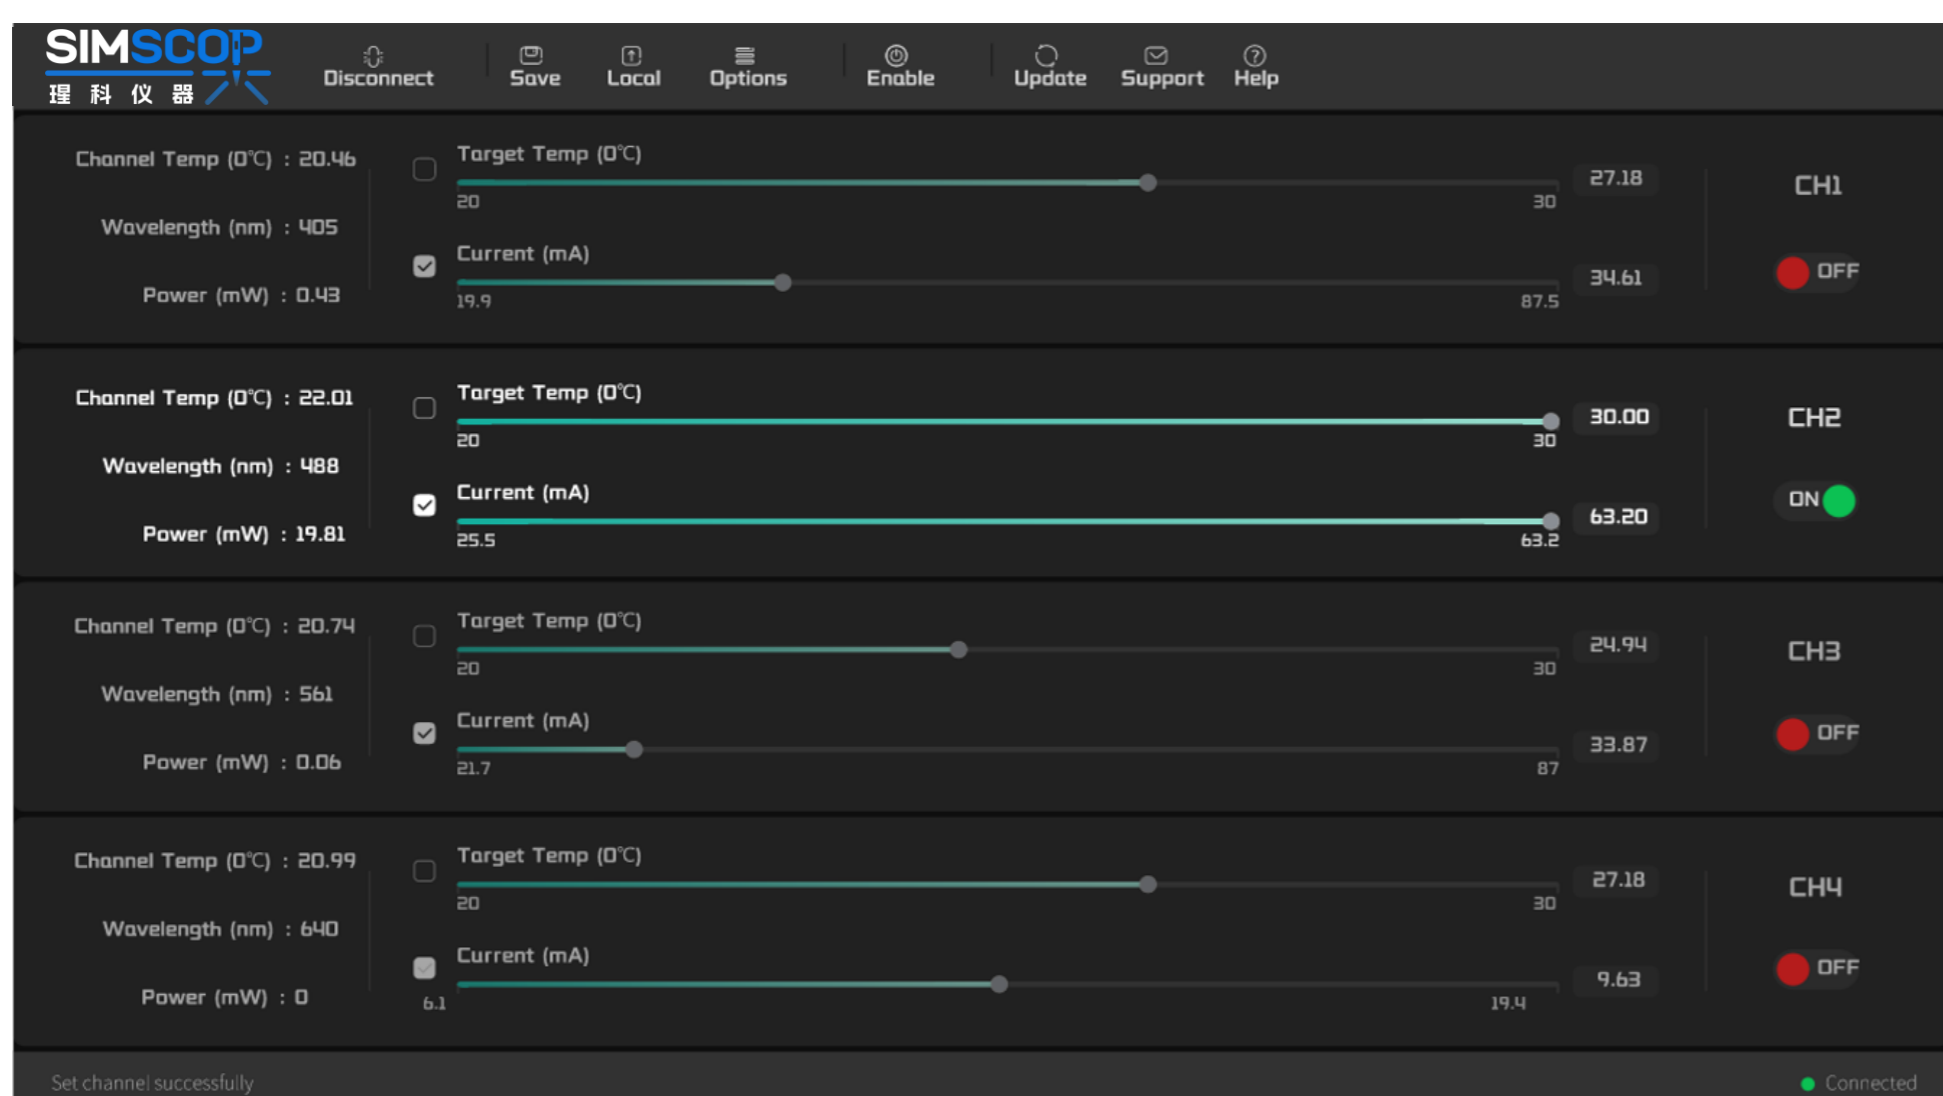 SIMSCOP
理科仪器
Disconnect
Save
Local
Options
Enable
Update
Support
Help
Channel Temp (0℃) : 20.46
Wavelength (nm) : 405
Power (mW) : 0.43
Target Temp (0℃)
20
30
27.18
Current (mA)
19.9
87.5
34.61
CH1
OFF
Channel Temp (0℃) : 22.01
Wavelength (nm) : 488
Power (mW) : 19.81
Target Temp (0℃)
20
30
30.00
Current (mA)
25.5
63.2
63.20
CH2
ON
Channel Temp (0℃) : 20.74
Wavelength (nm) : 561
Power (mW) : 0.06
Target Temp (0℃)
20
30
24.94
Current (mA)
21.7
87
33.87
CH3
OFF
Channel Temp (0℃) : 20.99
Wavelength (nm) : 640
Power (mW) : 0
Target Temp (0℃)
20
30
27.18
Current (mA)
6.1
19.4
9.63
CH4
OFF
Set channel successfully
Connected